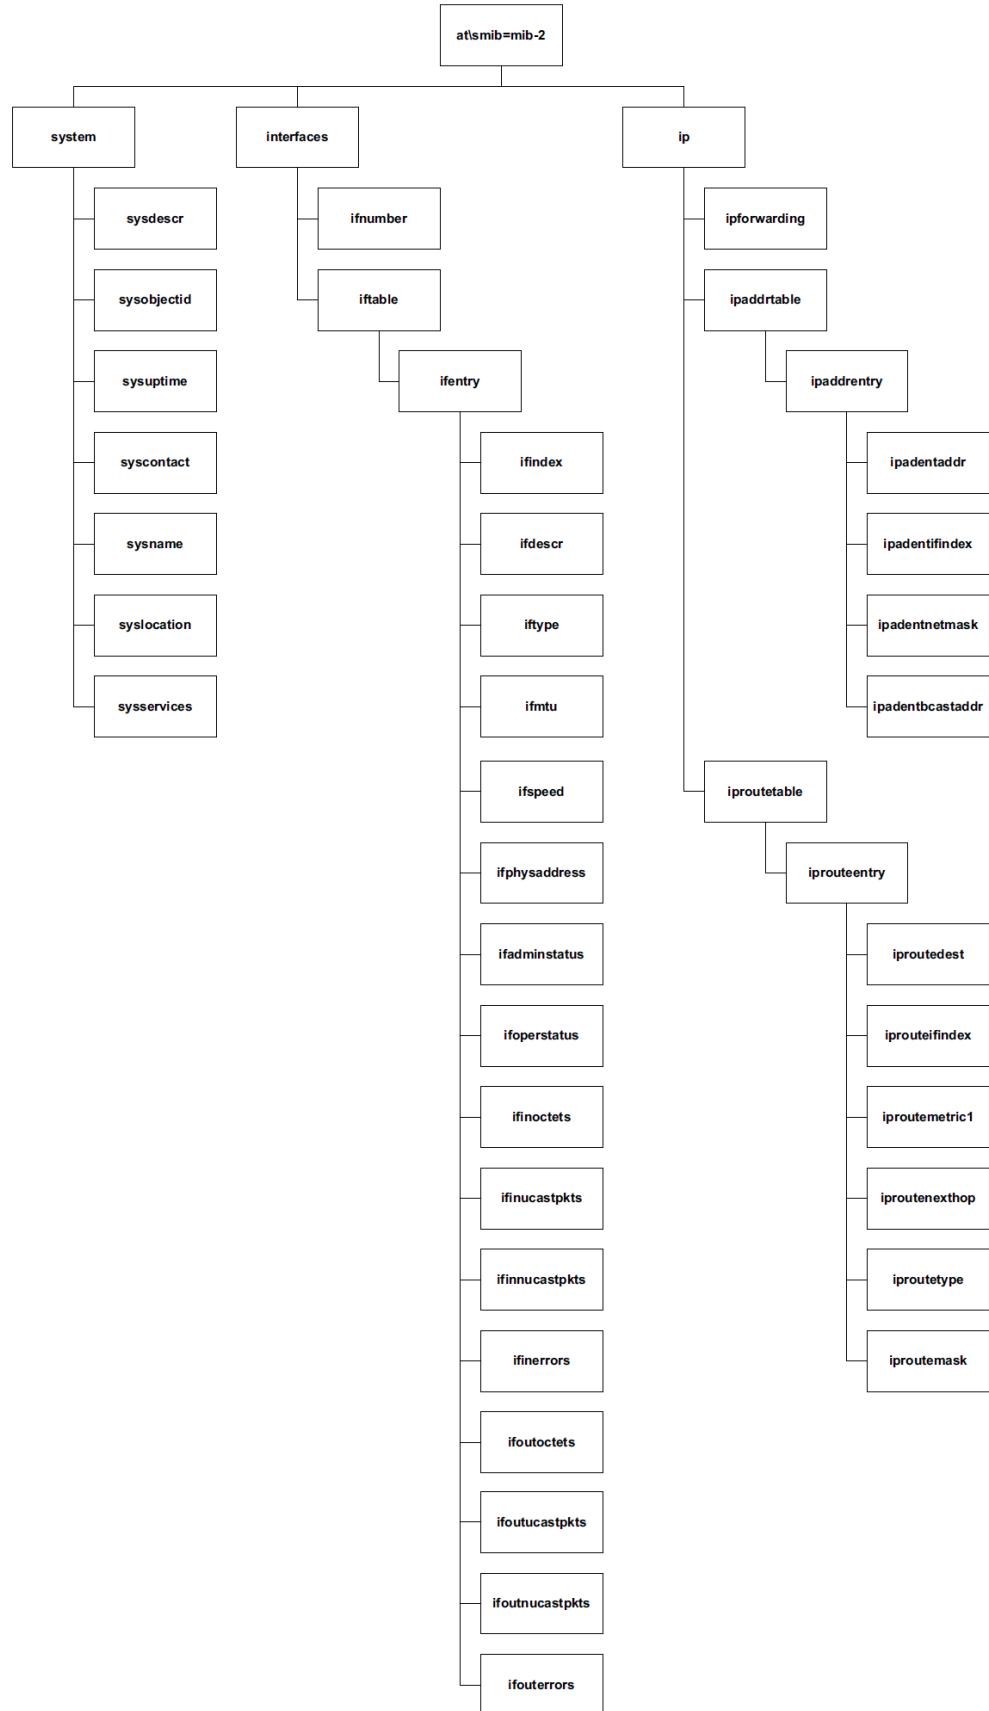 at\smib=mib-2
system
interfaces
ip
sysdescr
sysobjectid
sysuptime
syscontact
sysname
syslocation
sysservices
ifnumber
iftable
ifentry
ifindex
ifdescr
iftype
ifmtu
ifspeed
ifphysaddress
ifadminstatus
ifoperstatus
ifinoctets
ifinucastpkts
ifinnucastpkts
ifinerrors
ifoutoctets
ifoutucastpkts
ifoutnucastpkts
ifouterrors
ipforwarding
ipaddrtable
ipaddrentry
ipadentaddr
ipadentifindex
ipadentnetmask
ipadentbcastaddr
iproutetable
iprouteentry
iproutedest
iprouteifindex
iproutemetric1
iproutenexthop
iproutetype
iproutemask